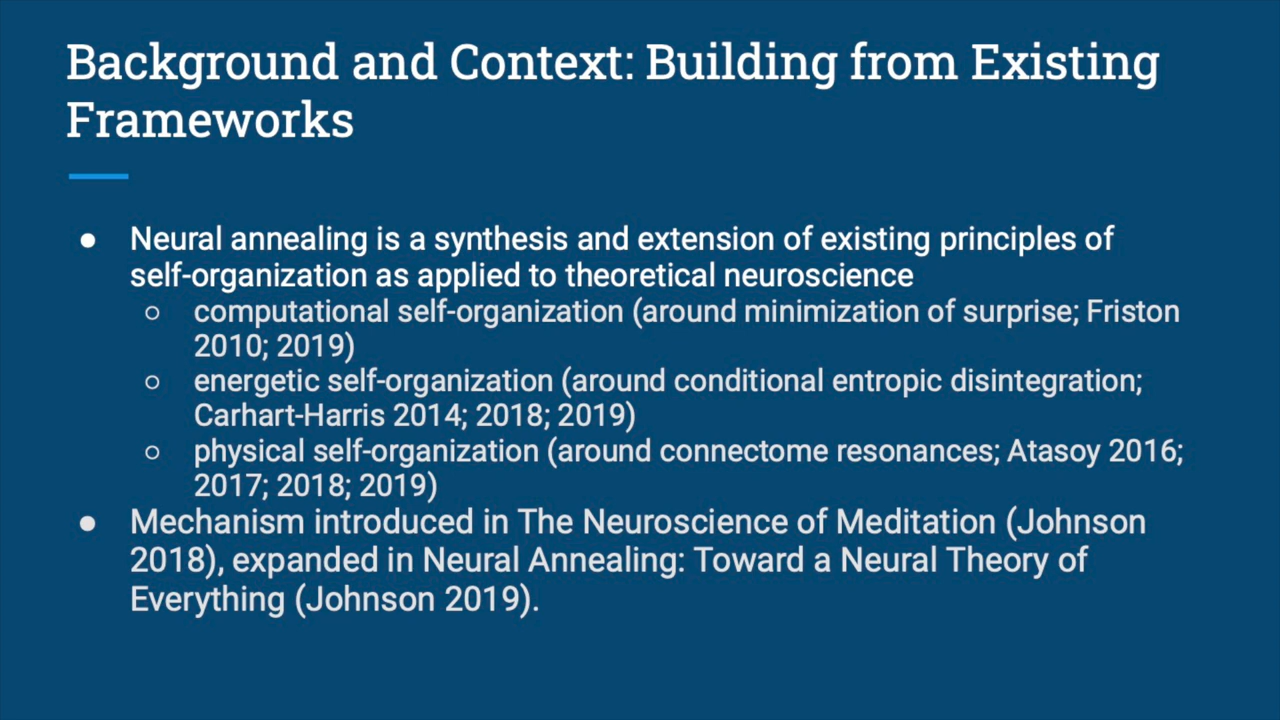 Background and Context: Building from Existing
Frameworks
● Neural annealing is a synthesis and extension of existing principles of
self-organization as applied to theoretical neuroscience
○ computational self-organization (around minimization of surprise; Friston
2010; 2019)
○ energetic self-organization (around conditional entropic disintegration;
Carhart-Harris 2014; 2018; 2019)
○ physical self-organization (around connectome resonances; Atasoy 2016;
2017; 2018; 2019)
● Mechanism introduced in The Neuroscience of Meditation (Johnson
2018), expanded in Neural Annealing: Toward a Neural Theory of
Everything (Johnson 2019).